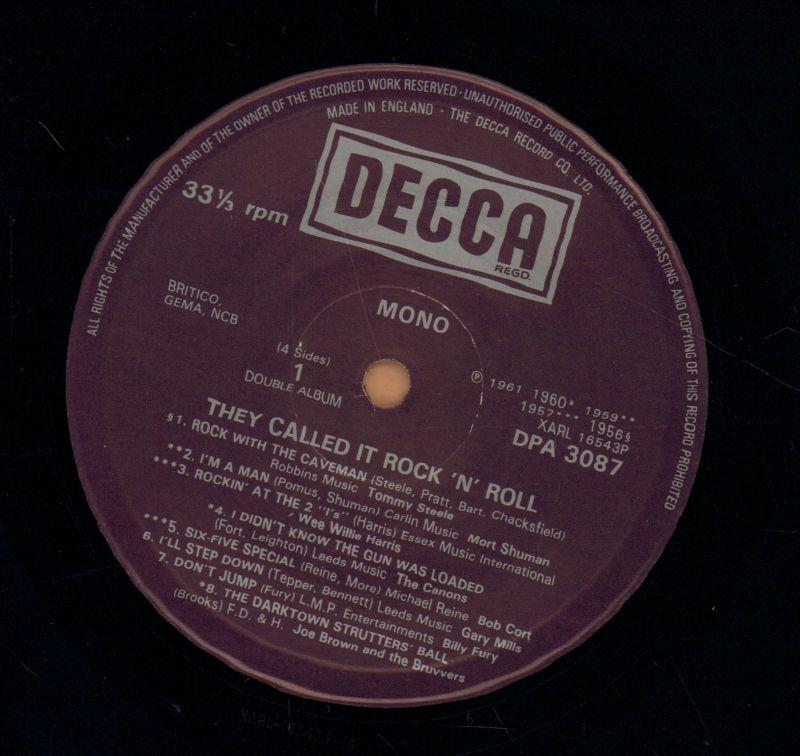 ALL RIGHTS OF THE MANUFACTURER AND OF THE OWNER OF THE RECORDED WORK RESERVED · UNAUTHORISED PUBLIC PERFORMANCE BROADCASTING AND COPYING OF THIS RECORD PROHIBITED
MADE IN ENGLAND · THE DECCA RECORD CO. LTD.
DECCA
REGD.
33⅓ rpm
MONO
BRITICO,
GEMA, NCB
(4 Sides)
1
DOUBLE ALBUM
℗ 1961 1960* 1959**
1957*** 1956§
XARL 16543P
DPA 3087
THEY CALLED IT ROCK 'N' ROLL
§1. ROCK WITH THE CAVEMAN (Steele, Pratt, Bart, Chacksfield)
Robbins Music Tommy Steele
**2. I'M A MAN (Pomus, Shuman) Carlin Music Mort Shuman
***3. ROCKIN' AT THE 2 "I's" (Harris) Essex Music International
/ Wee Willie Harris
*4. I DIDN'T KNOW THE GUN WAS LOADED
(Fort, Leighton) Leeds Music The Canons
***5. SIX-FIVE SPECIAL (Reine, More) Michael Reine Bob Cort
6. I'LL STEP DOWN (Tepper, Bennett) Leeds Music Gary Mills
7. DON'T JUMP (Fury) L.M.P. Entertainments Billy Fury
*8. THE DARKTOWN STRUTTERS' BALL
(Brooks) F.D. & H. Joe Brown and the Bruvvers